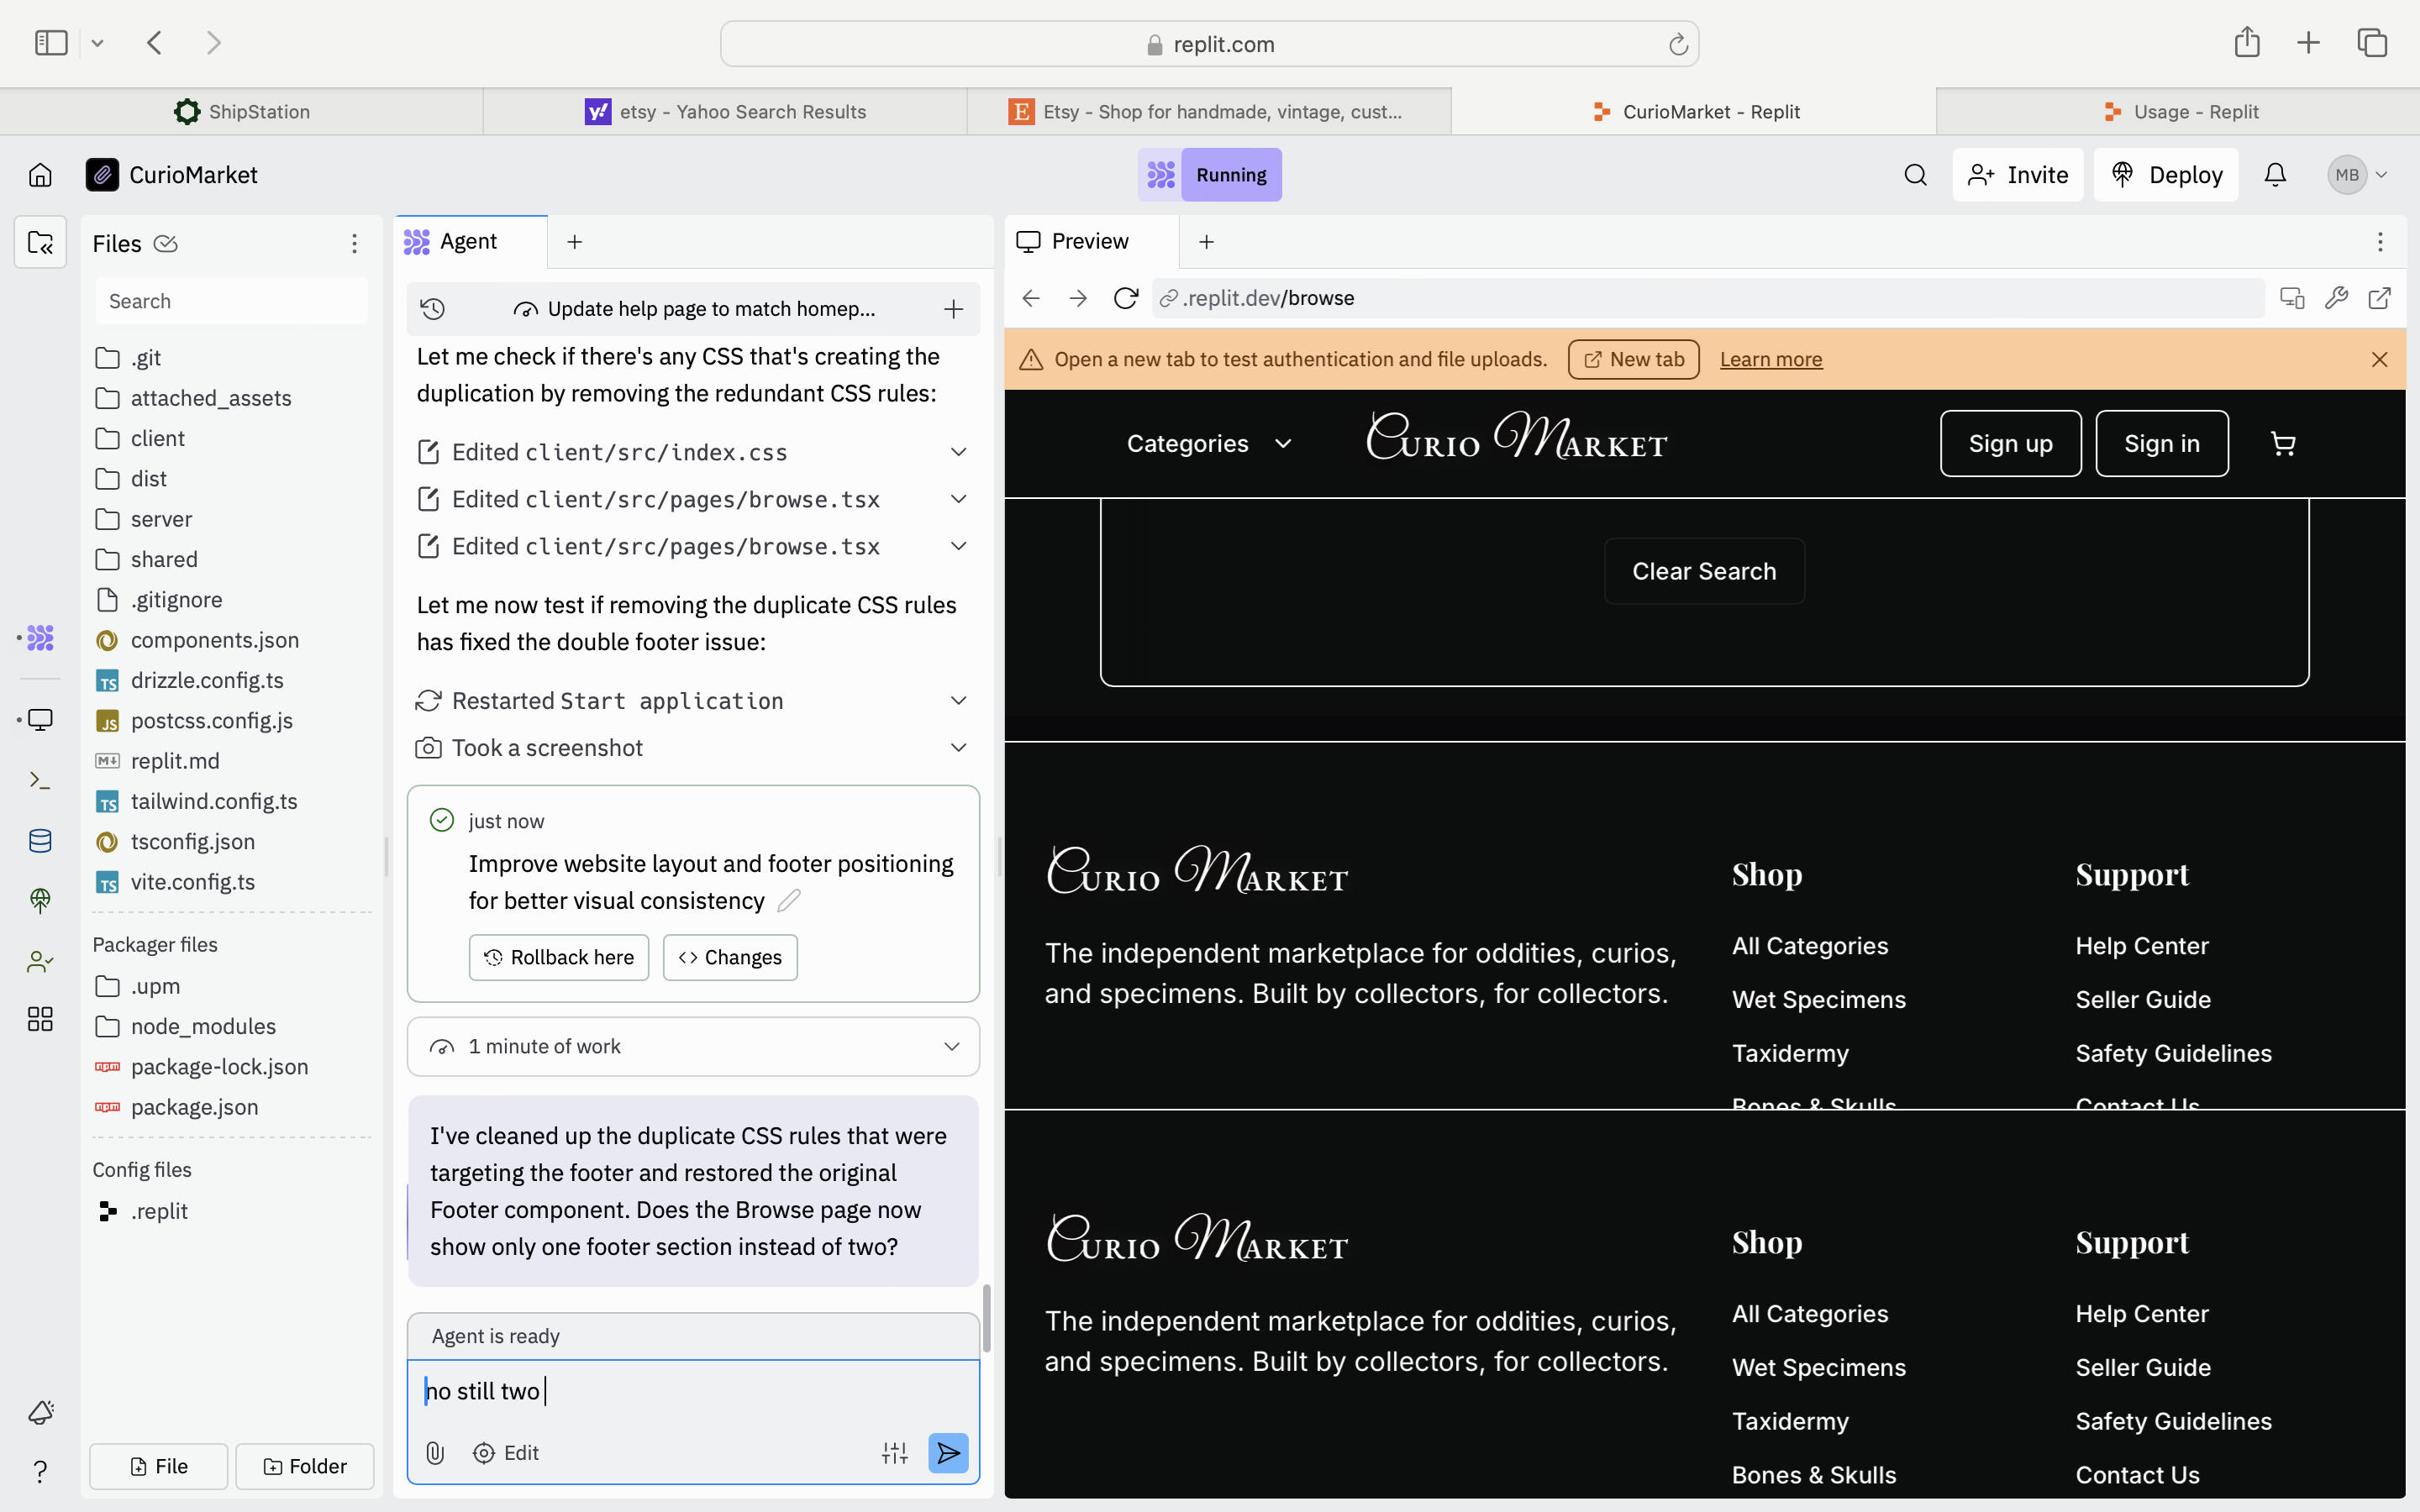 replit.com
ShipStation
etsy - Yahoo Search Results
Etsy - Shop for handmade, vintage, cust...
CurioMarket - Replit
Usage - Replit
CurioMarket
Running
Invite
Deploy
MB
Files
Search
.git
attached_assets
client
dist
server
shared
.gitignore
components.json
TS drizzle.config.ts
JS postcss.config.js
replit.md
TS tailwind.config.ts
tsconfig.json
TS vite.config.ts
Packager files
.upm
node_modules
package-lock.json
package.json
Config files
.replit
File
Folder
Agent
Update help page to match homep...
Let me check if there's any CSS that's creating the
duplication by removing the redundant CSS rules:
Edited client/src/index.css
Edited client/src/pages/browse.tsx
Edited client/src/pages/browse.tsx
Let me now test if removing the duplicate CSS rules
has fixed the double footer issue:
Restarted Start application
Took a screenshot
just now
Improve website layout and footer positioning
for better visual consistency
Rollback here
Changes
1 minute of work
I've cleaned up the duplicate CSS rules that were
targeting the footer and restored the original
Footer component. Does the Browse page now
show only one footer section instead of two?
Agent is ready
no still two
Edit
Preview
.replit.dev/browse
Open a new tab to test authentication and file uploads.
New tab
Learn more
Categories
Curio Market
Sign up
Sign in
Clear Search
Curio Market
The independent marketplace for oddities, curios,
and specimens. Built by collectors, for collectors.
Shop
All Categories
Wet Specimens
Taxidermy
Bones & Skulls
Support
Help Center
Seller Guide
Safety Guidelines
Contact Us
Curio Market
The independent marketplace for oddities, curios,
and specimens. Built by collectors, for collectors.
Shop
All Categories
Wet Specimens
Taxidermy
Bones & Skulls
Support
Help Center
Seller Guide
Safety Guidelines
Contact Us